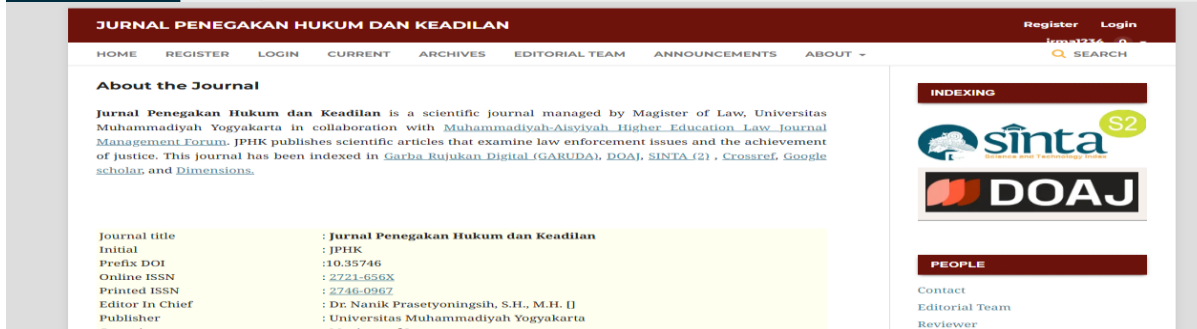 JURNAL PENEGAKAN HUKUM DAN KEADILAN
Register Login
irma1234 0
HOME REGISTER LOGIN CURRENT ARCHIVES EDITORIAL TEAM ANNOUNCEMENTS ABOUT
SEARCH
About the Journal
Jurnal Penegakan Hukum dan Keadilan is a scientific journal managed by Magister of Law, Universitas
Muhammadiyah Yogyakarta in collaboration with Muhammadiyah-Aisyiyah Higher Education Law Journal
Management Forum. JPHK publishes scientific articles that examine law enforcement issues and the achievement
of justice. This journal has been indexed in Garba Rujukan Digital (GARUDA), DOAJ, SINTA (2) , Crossref, Google
scholar, and Dimensions.
Journal title : Jurnal Penegakan Hukum dan Keadilan
Initial : JPHK
Prefix DOI :10.35746
Online ISSN : 2721-656X
Printed ISSN : 2746-0967
Editor In Chief : Dr. Nanik Prasetyoningsih, S.H., M.H. []
Publisher : Universitas Muhammadiyah Yogyakarta
INDEXING
S2
sinta
Science and Technology Index
DOAJ
PEOPLE
Contact
Editorial Team
Reviewer